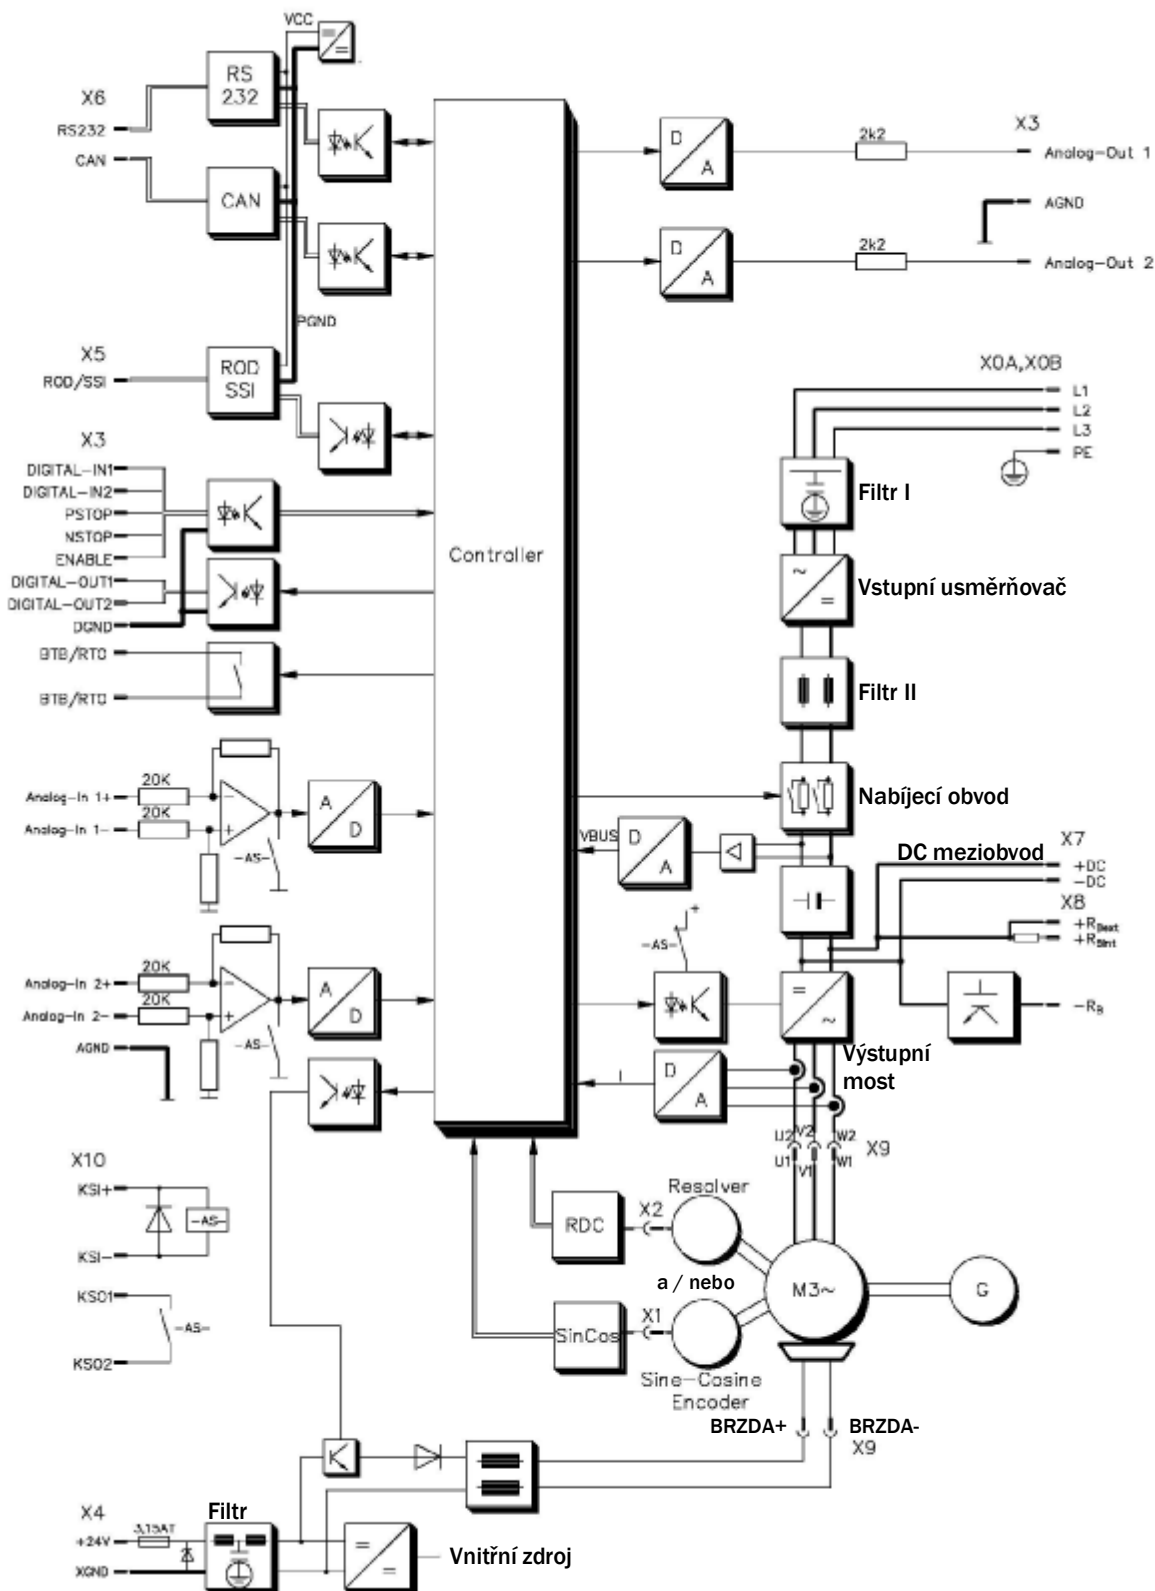 VCC
RS
232
X6
RS232
CAN
CAN
PGND
X5
ROD/SSI
ROD
SSI
X3
DIGITAL-IN1
DIGITAL-IN2
PSTOP
NSTOP
ENABLE
DIGITAL-OUT1
DIGITAL-OUT2
DGND
BTB/RTO
BTB/RTO
20K
Analog-In 1+
20K
Analog-In 1-
-AS-
A
D
20K
Analog-In 2+
20K
Analog-In 2-
AGND
-AS-
A
D
Controller
D
A
2k2
X3
Analog-Out 1
AGND
D
A
2k2
Analog-Out 2
X0A,X0B
L1
L2
L3
PE
Filtr I
~
=
Vstupní usměrňovač
Filtr II
Nabíjecí obvod
VBUS
D
A
DC meziobvod
X7
+DC
-DC
X8
+RBext
+RBint
-RB
+
-AS-
=
~
Výstupní
most
I
D
A
U2
V2
W2
X9
U1
V1
W1
X10
KSI+
-AS-
KSI-
KSO1
-AS-
KSO2
RDC
X2
Resolver
a / nebo
M3~
G
SinCos
X1
Sine-Cosine
Encoder
BRZDA+
BRZDA-
X9
X4
+24V
3,15AT
XGND
Filtr
=
=
Vnitřní zdroj